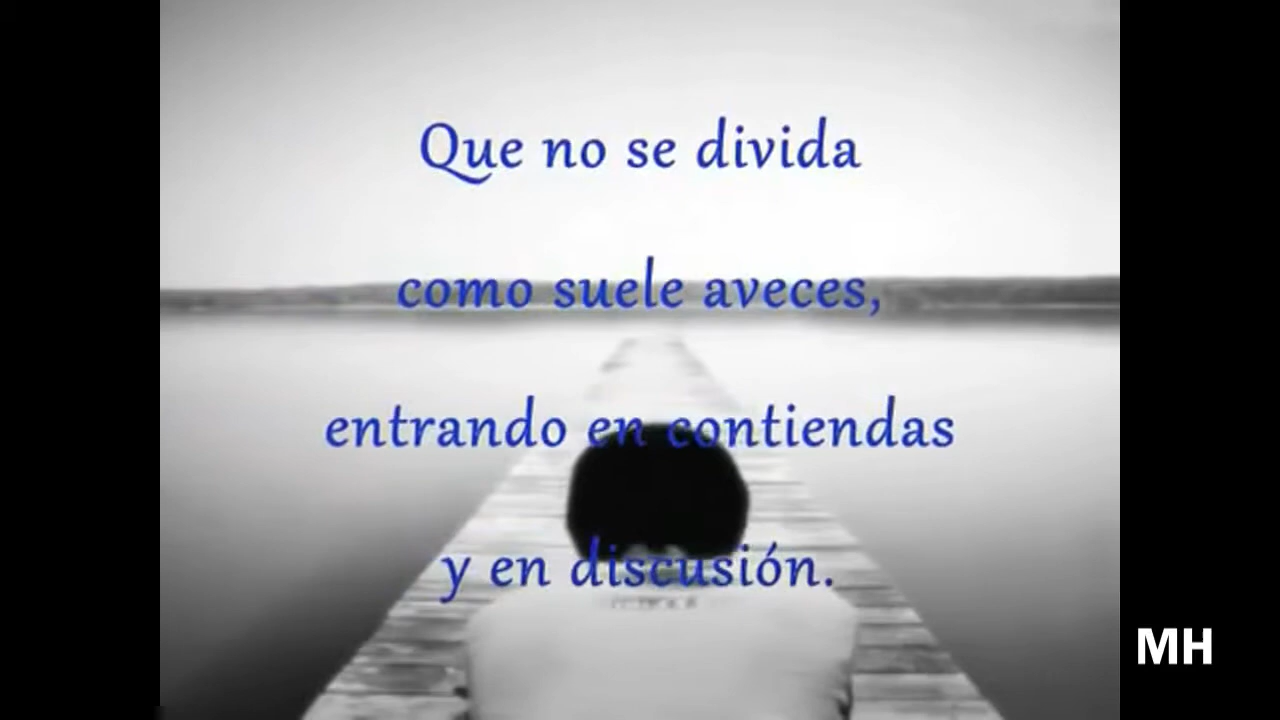 Que no se divida
como suele aveces,
entrando en contiendas
y en discusión.
MH